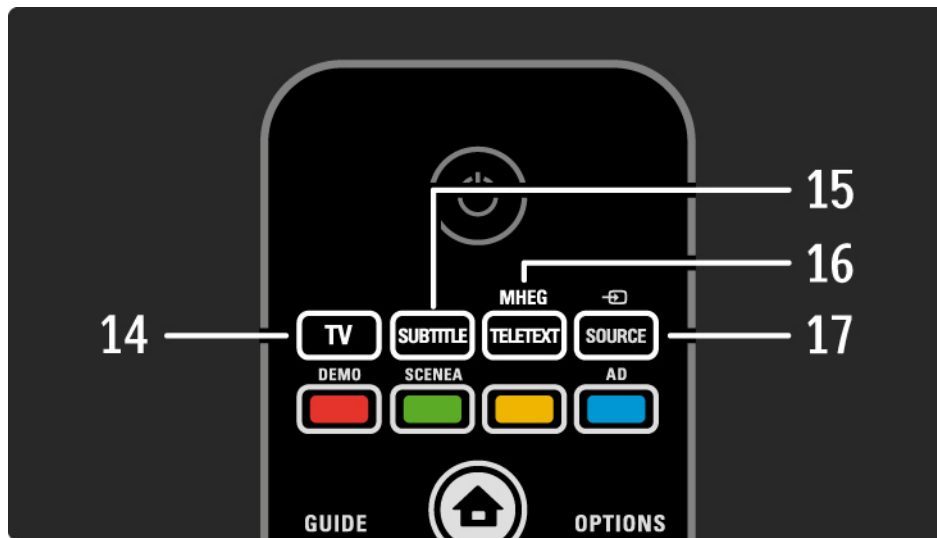 15
16
MHEG
14
TV
SUBTITLE
TELETEXT
SOURCE
17
DEMO
SCENEA
AD
GUIDE
OPTIONS